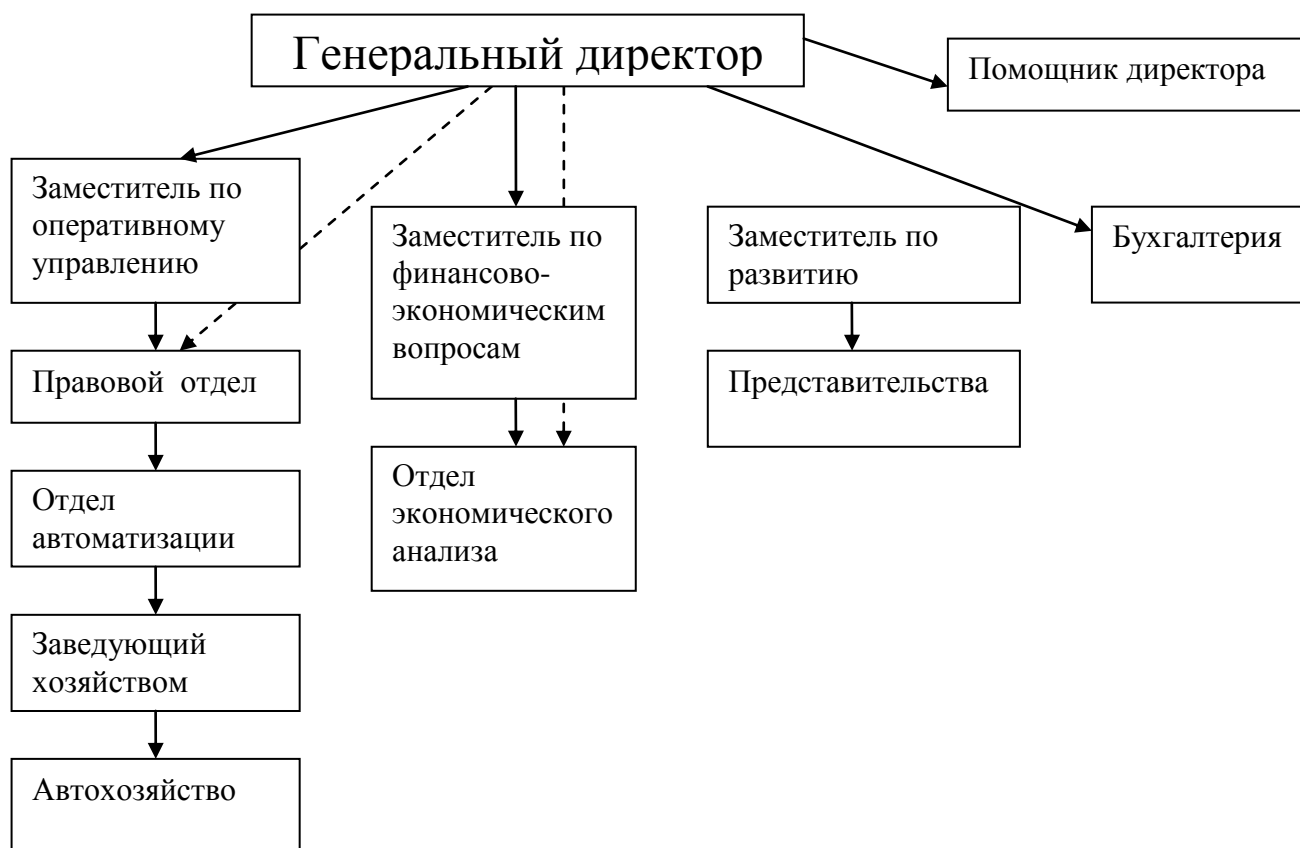 Генеральный директор
Помощник директора
Заместитель по
оперативному
управлению
Заместитель по
финансово-
экономическим
вопросам
Заместитель по
развитию
Бухгалтерия
Правовой отдел
Представительства
Отдел
автоматизации
Отдел
экономического
анализа
Заведующий
хозяйством
Автохозяйство